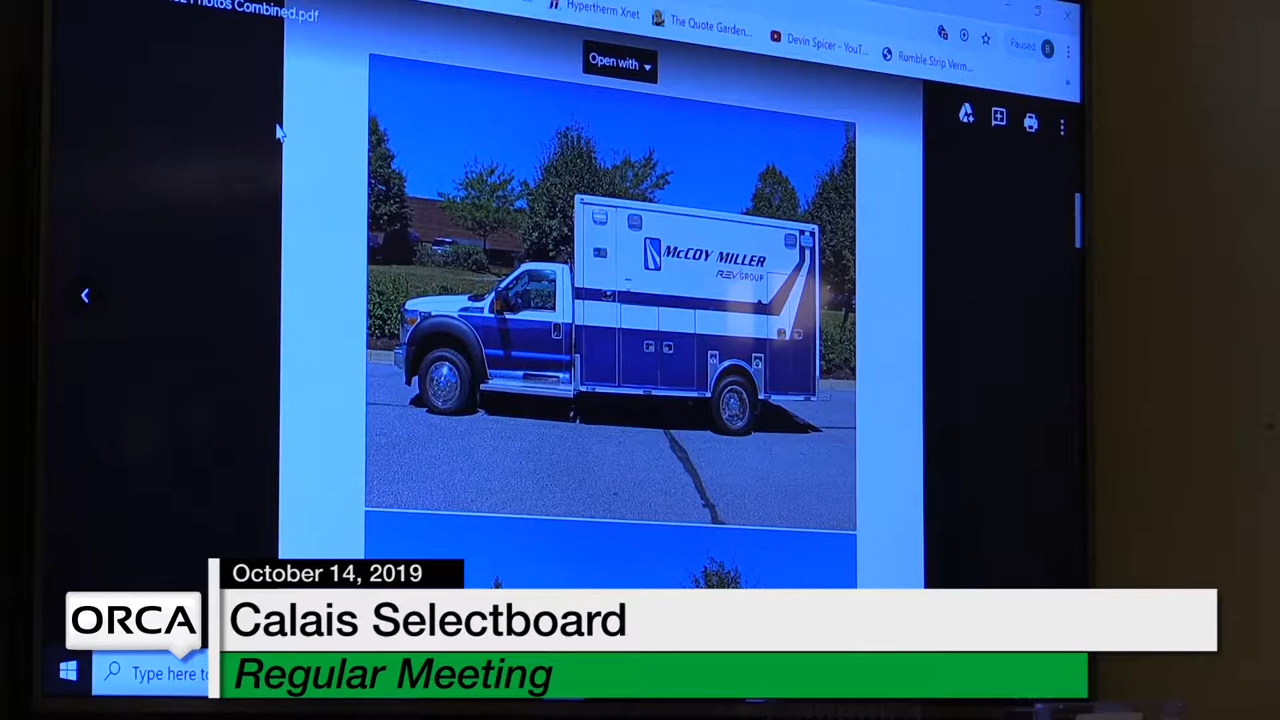 Photos Combined.pdf
Hypertherm Xnet
The Quote Garden...
Devin Spicer - YouT...
Rumble Strip Verm...
Paused
B
Open with
McCOY MILLER
REV GROUP
October 14, 2019
ORCA
Calais Selectboard
Regular Meeting
Type here to